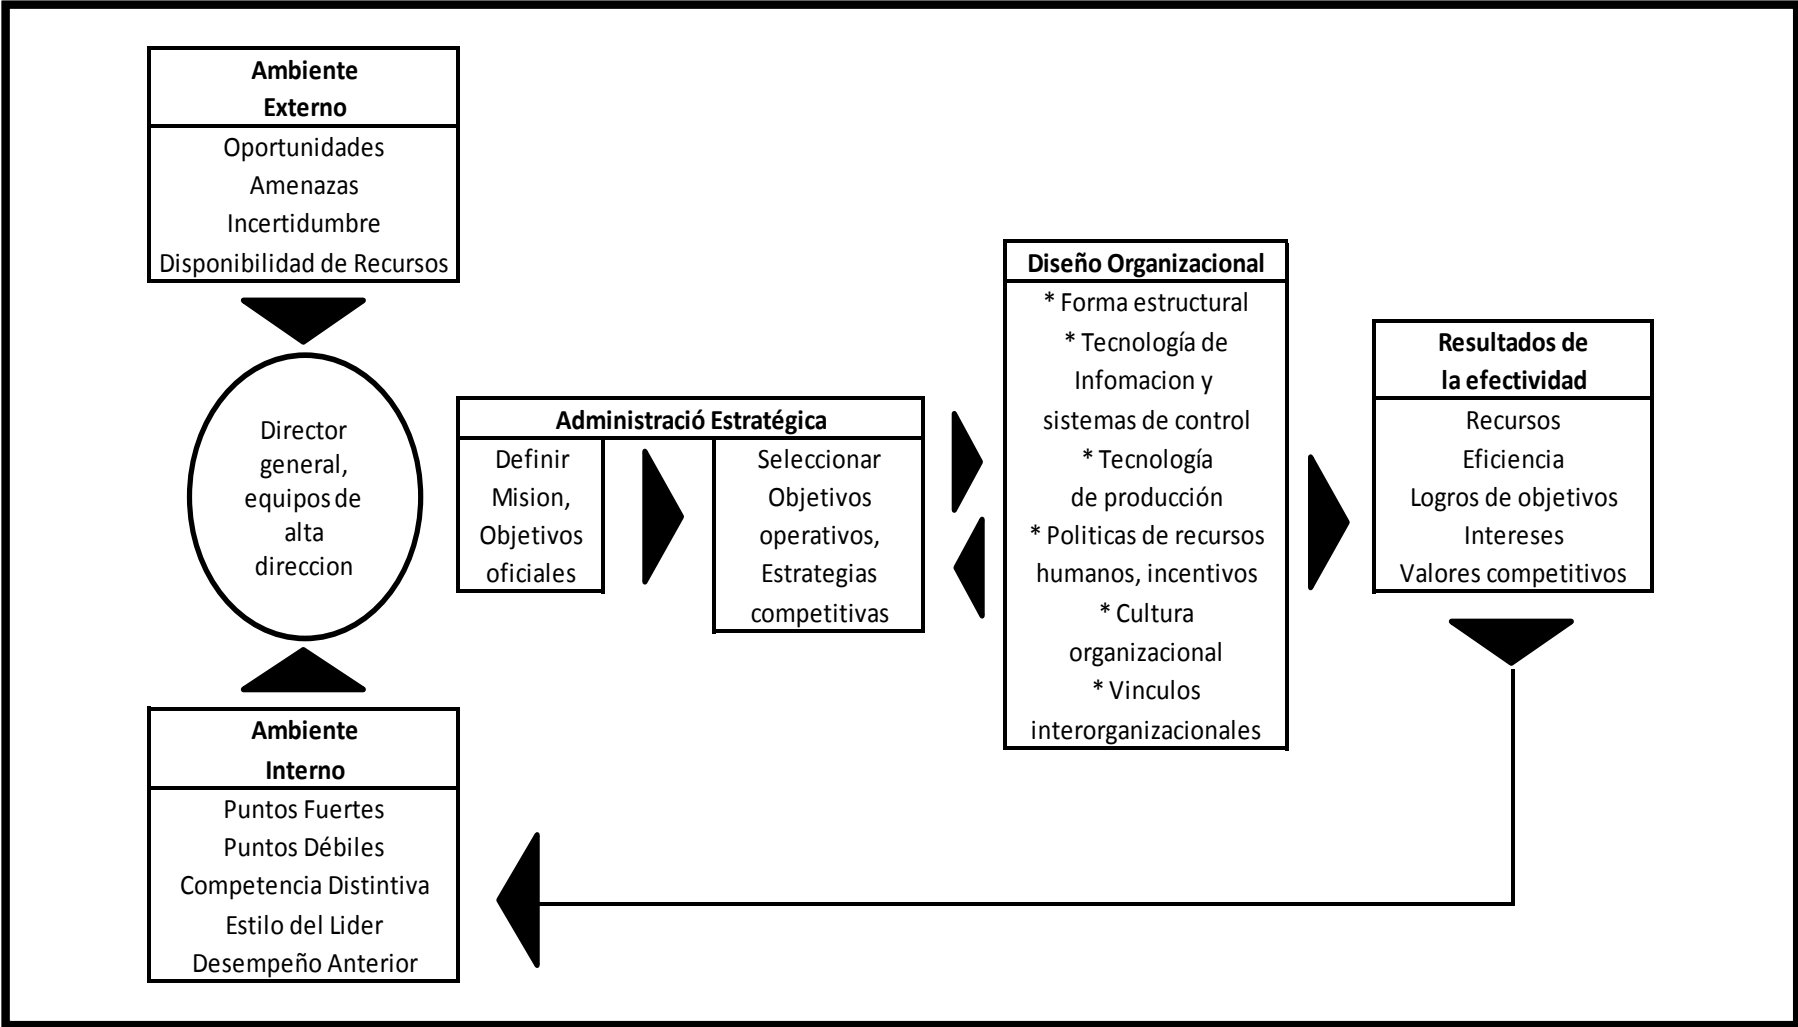 Ambiente
Externo
Oportunidades
Amenazas
Incertidumbre
Disponibilidad de Recursos
Director
general,
equipos de
alta
direccion
Ambiente
Interno
Puntos Fuertes
Puntos Débiles
Competencia Distintiva
Estilo del Lider
Desempeño Anterior
Administració Estratégica
Definir
Mision,
Objetivos
oficiales
Seleccionar
Objetivos
operativos,
Estrategias
competitivas
Diseño Organizacional
* Forma estructural
* Tecnología de
Infomacion y
sistemas de control
* Tecnología
de producción
* Politicas de recursos
humanos, incentivos
* Cultura
organizacional
* Vinculos
interorganizacionales
Resultados de
la efectividad
Recursos
Eficiencia
Logros de objetivos
Intereses
Valores competitivos